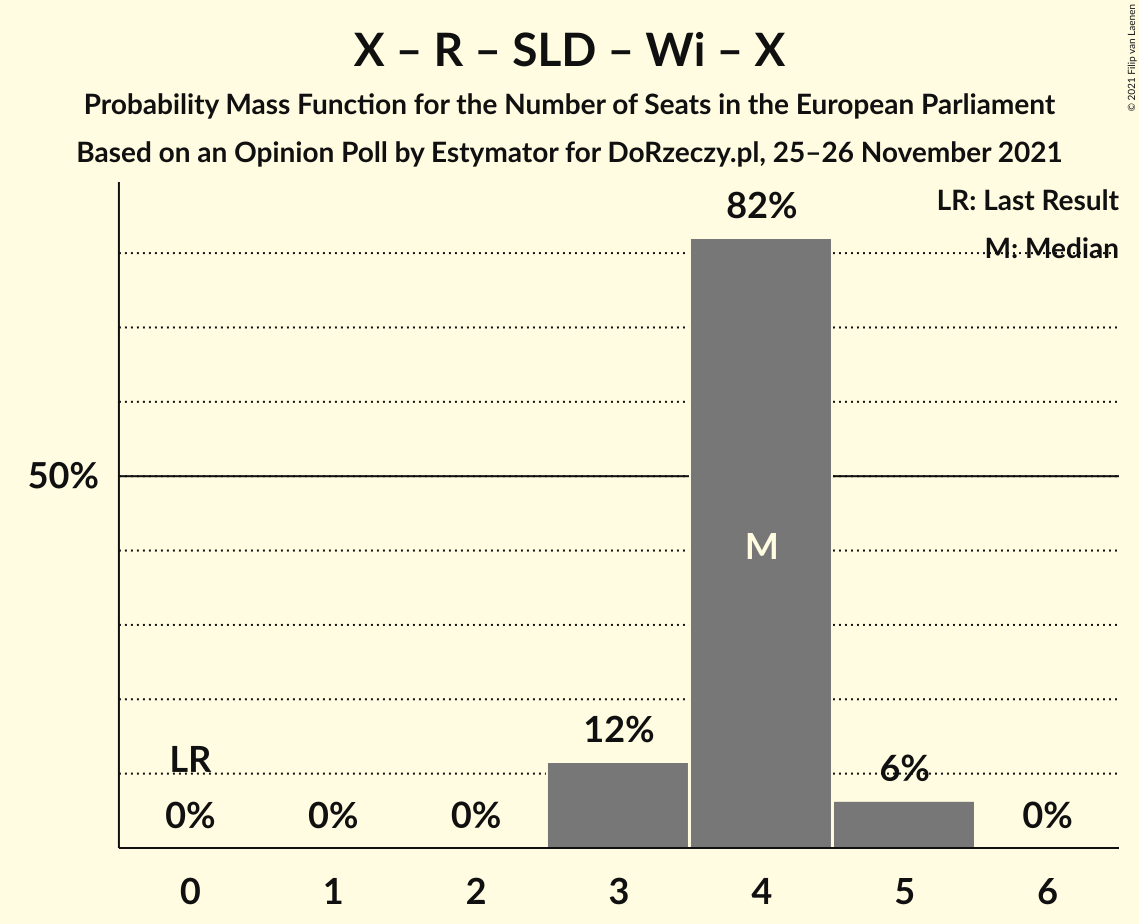 X – R – SLD – Wi – X
Probability Mass Function for the Number of Seats in the European Parliament
Based on an Opinion Poll by Estymator for DoRzeczy.pl, 25–26 November 2021
© 2021 Filip van Laenen
LR: Last Result
M: Median
82%
50%
M
12%
LR
6%
0% 0% 0% 0%
0 1 2 3 4 5 6